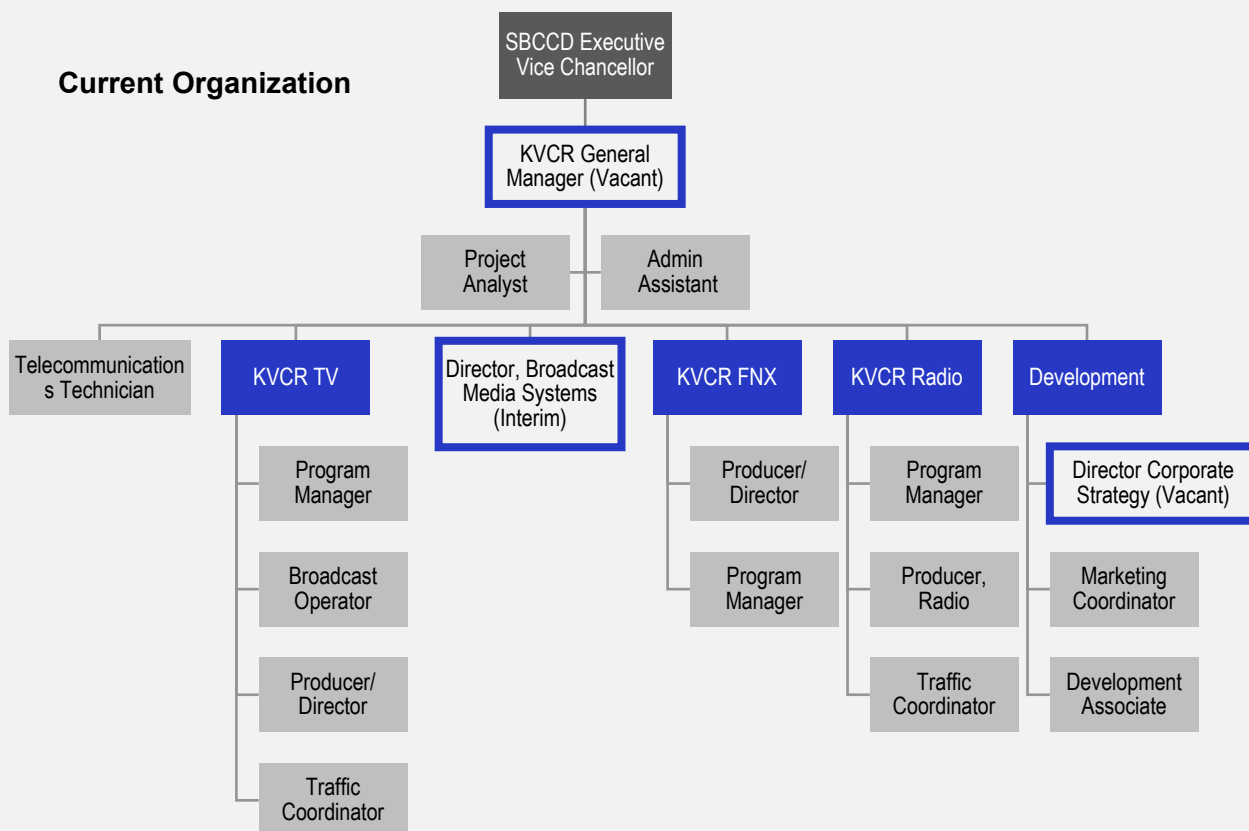 Current Organization
SBCCD Executive
Vice Chancellor
KVCR General
Manager (Vacant)
Project
Analyst
Admin
Assistant
Telecommunication
s Technician
KVCR TV
Director, Broadcast
Media Systems
(Interim)
KVCR FNX
KVCR Radio
Development
Program
Manager
Broadcast
Operator
Producer/
Director
Traffic
Coordinator
Producer/
Director
Program
Manager
Program
Manager
Producer,
Radio
Traffic
Coordinator
Director Corporate
Strategy (Vacant)
Marketing
Coordinator
Development
Associate